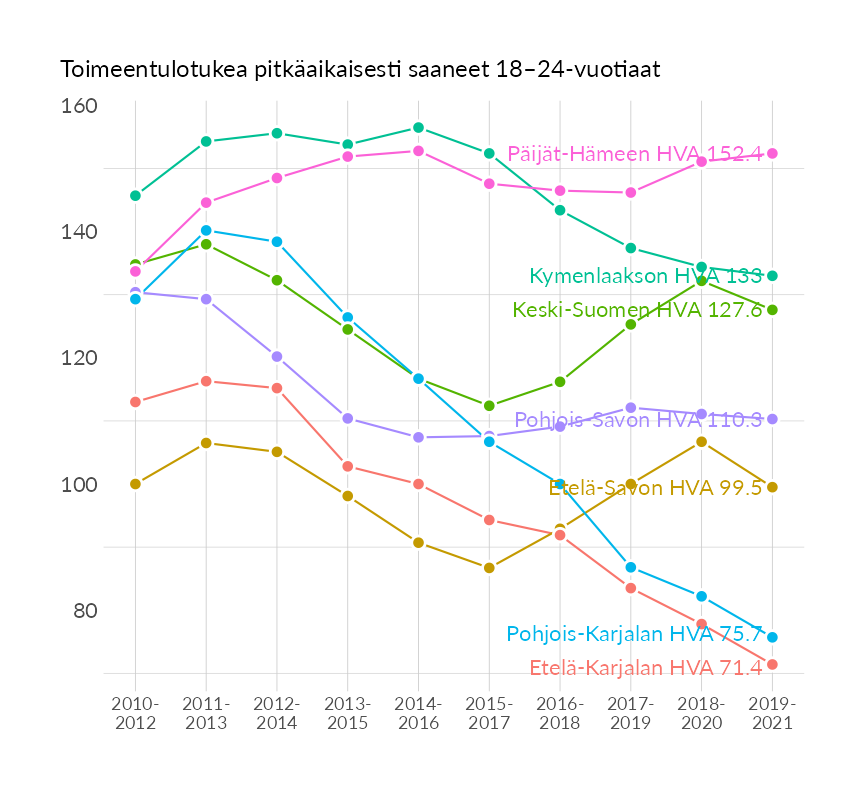 Toimeentulotukea pitkäaikaisesti saaneet 18–24-vuotiaat
160
Päijät-Hämeen HVA 152.4
140
Kymenlaakson HVA 133
Keski-Suomen HVA 127.6
120
Pohjois-Savon HVA 110.3
100
Etelä-Savon HVA 99.5
80
Pohjois-Karjalan HVA 75.7
Etelä-Karjalan HVA 71.4
2010- 2011- 2012- 2013- 2014- 2015- 2016- 2017- 2018- 2019-
2012 2013 2014 2015 2016 2017 2018 2019 2020 2021